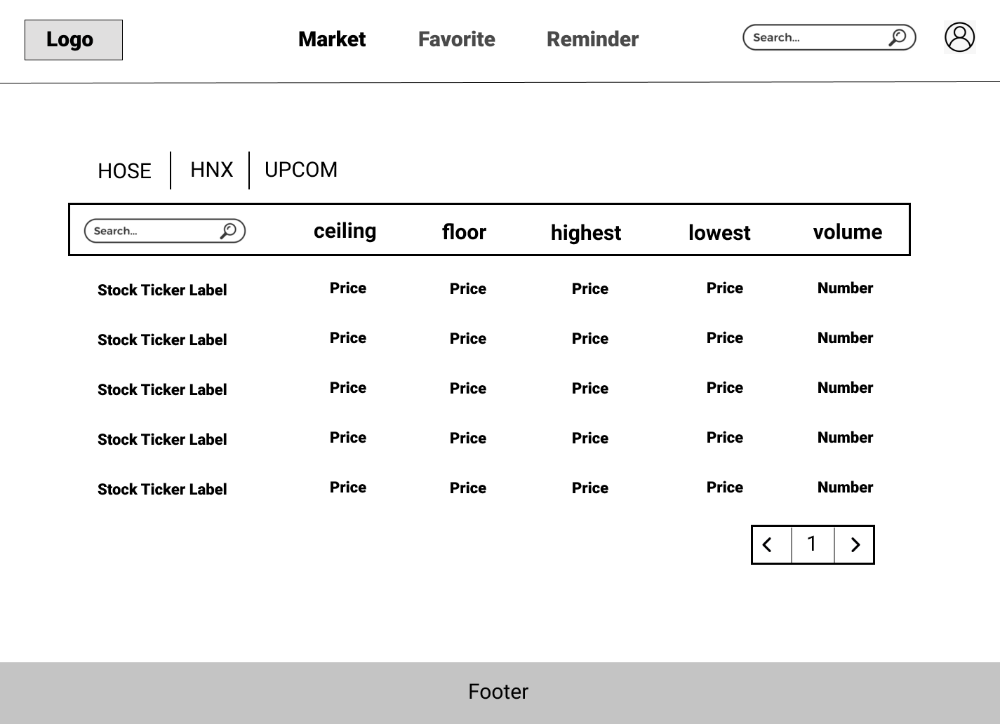 Logo Market Favorite Reminder Search...
HOSE HNX UPCOM
Search... ceiling floor highest lowest volume
Stock Ticker Label Price Price Price Price Number
Stock Ticker Label Price Price Price Price Number
Stock Ticker Label Price Price Price Price Number
Stock Ticker Label Price Price Price Price Number
Stock Ticker Label Price Price Price Price Number
1
Footer